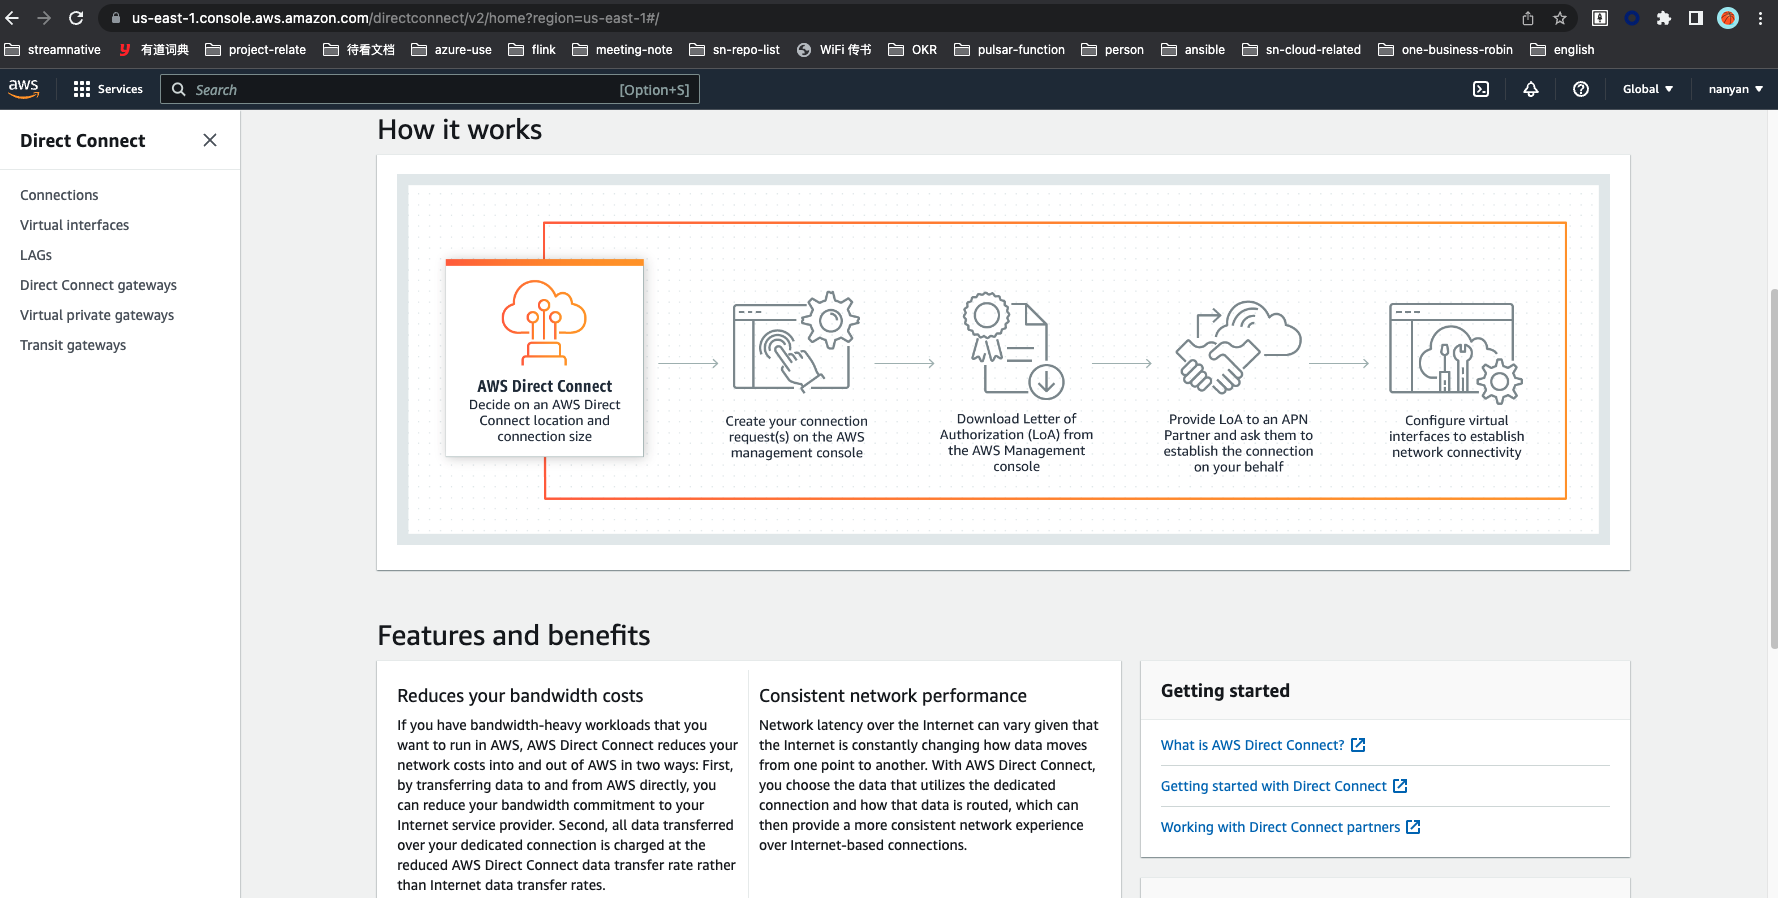 us-east-1.console.aws.amazon.com/directconnect/v2/home?region=us-east-1#/
streamnative
y 有道词典
project-relate
待看文档
azure-use
flink
meeting-note
sn-repo-list
WiFi 传书
OKR
pulsar-function
person
ansible
sn-cloud-related
one-business-robin
english
aws
Services
Search
[Option+S]
Global
nanyan
Direct Connect
Connections
Virtual interfaces
LAGs
Direct Connect gateways
Virtual private gateways
Transit gateways
How it works
AWS Direct Connect
Decide on an AWS Direct
Connect location and
connection size
Create your connection
request(s) on the AWS
management console
Download Letter of
Authorization (LoA) from
the AWS Management
console
Provide LoA to an APN
Partner and ask them to
establish the connection
on your behalf
Configure virtual
interfaces to establish
network connectivity
Features and benefits
Reduces your bandwidth costs
If you have bandwidth-heavy workloads that you
want to run in AWS, AWS Direct Connect reduces your
network costs into and out of AWS in two ways: First,
by transferring data to and from AWS directly, you
can reduce your bandwidth commitment to your
Internet service provider. Second, all data transferred
over your dedicated connection is charged at the
reduced AWS Direct Connect data transfer rate rather
than Internet data transfer rates.
Consistent network performance
Network latency over the Internet can vary given that
the Internet is constantly changing how data moves
from one point to another. With AWS Direct Connect,
you choose the data that utilizes the dedicated
connection and how that data is routed, which can
then provide a more consistent network experience
over Internet-based connections.
Getting started
What is AWS Direct Connect?
Getting started with Direct Connect
Working with Direct Connect partners